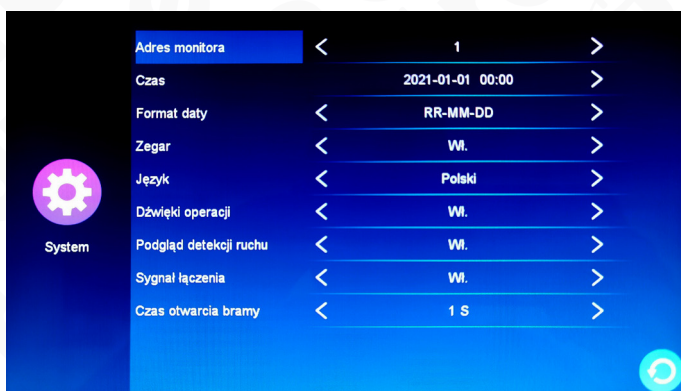 Adres monitora 1
Czas 2021-01-01 00:00
Format daty RR-MM-DD
Zegar Wł.
Język Polski
Dźwięki operacji Wł.
System
Podgląd detekcji ruchu Wł.
Sygnał łączenia Wł.
Czas otwarcia bramy 1 S